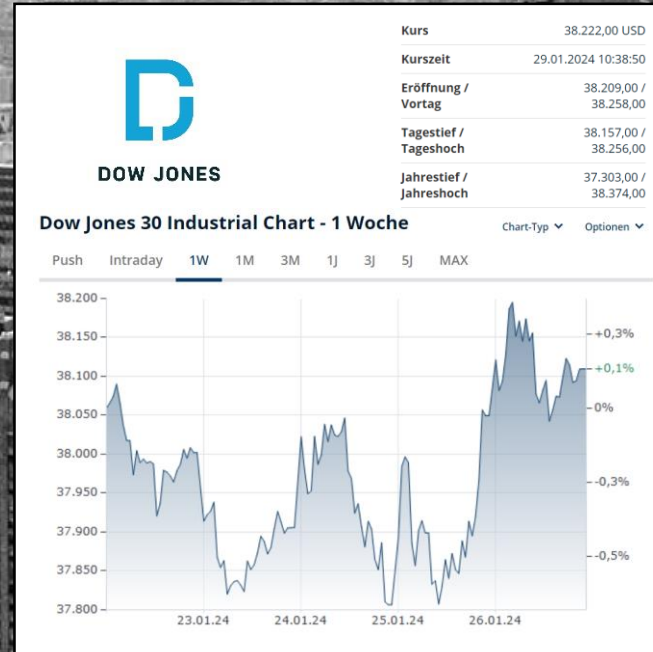 Kurs 38.222,00 USD
Kurszeit 29.01.2024 10:38:50
Eröffnung / 38.209,00 /
Vortag 38.258,00
Tagestief / 38.157,00 /
Tageshoch 38.256,00
Jahrestief / 37.303,00 /
Jahreshoch 38.374,00
DOW JONES
Dow Jones 30 Industrial Chart - 1 Woche Chart-Typ Optionen
Push Intraday 1W 1M 3M 1J 3J 5J MAX
38.200
38.150 +0,3%
38.100 +0,1%
38.050 0%
38.000
37.950 -0,3%
37.900
37.850 -0,5%
37.800
23.01.24 24.01.24 25.01.24 26.01.24